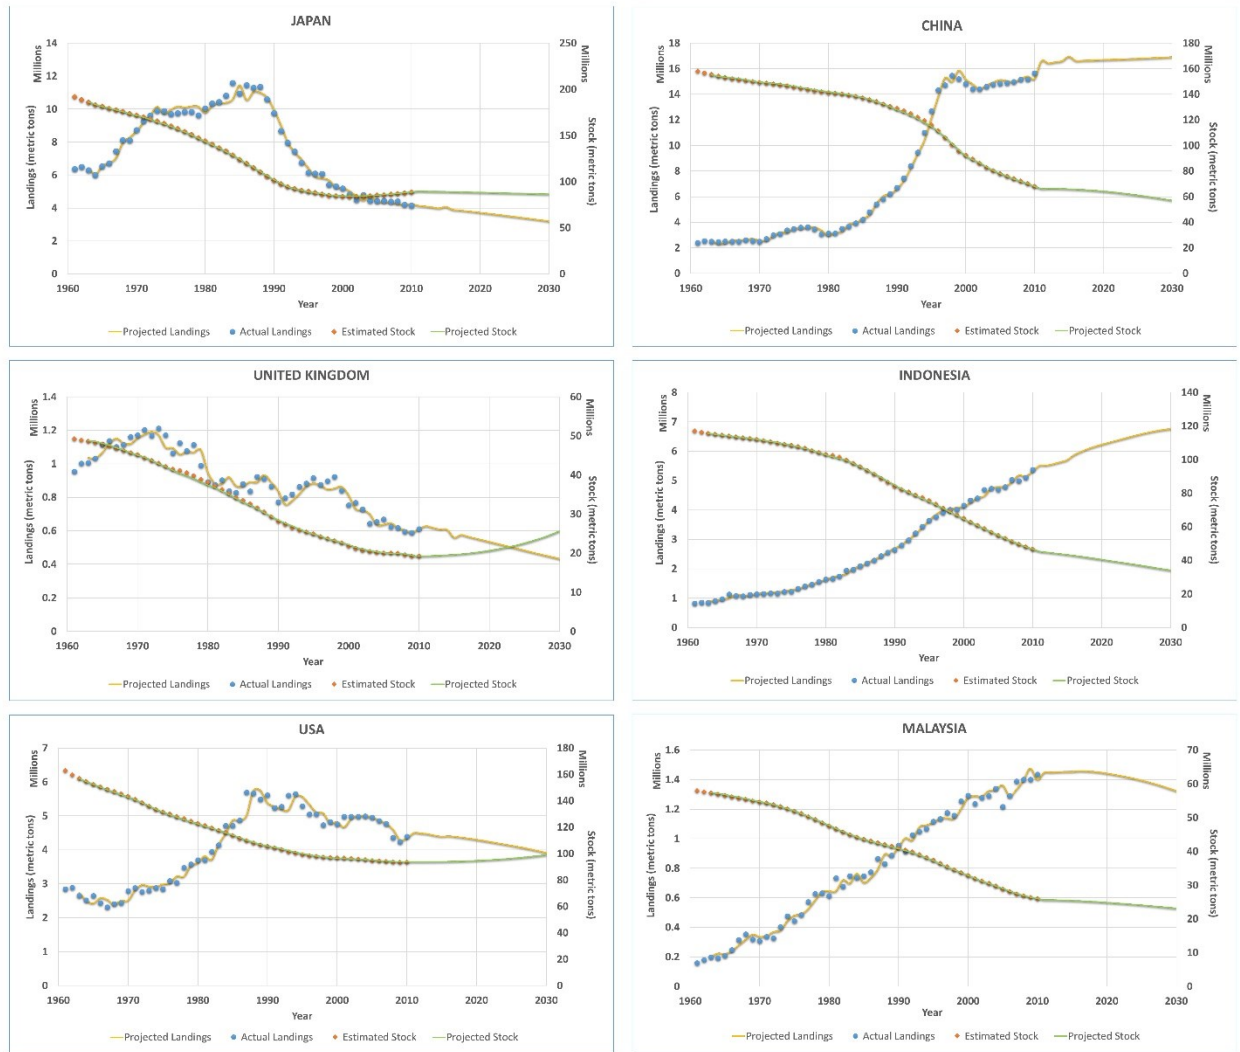 JAPAN
Millions
Millions
Landings (metric tons)
Stock (metric tons)
14
12
10
8
6
4
2
0
250
200
150
100
50
0
1960 1970 1980 1990 2000 2010 2020 2030
Year
Projected Landings Actual Landings Estimated Stock Projected Stock
CHINA
Millions
Millions
Landings (metric tons)
Stock (metric tons)
18
16
14
12
10
8
6
4
2
0
180
160
140
120
100
80
60
40
20
0
1960 1970 1980 1990 2000 2010 2020 2030
Year
Projected Landings Actual Landings Estimated Stock Projected Stock
UNITED KINGDOM
Millions
Millions
Landings (metric tons)
Stock (metric tons)
1.4
1.2
1
0.8
0.6
0.4
0.2
0
60
50
40
30
20
10
0
1960 1970 1980 1990 2000 2010 2020 2030
Year
Projected Landings Actual Landings Estimated Stock Projected Stock
INDONESIA
Millions
Millions
Landings (metric tons)
Stock (metric tons)
8
7
6
5
4
3
2
1
0
140
120
100
80
60
40
20
0
1960 1970 1980 1990 2000 2010 2020 2030
Year
Projected Landings Actual Landings Estimated Stock Projected Stock
USA
Millions
Millions
Landings (metric tons)
Stock (metric tons)
7
6
5
4
3
2
1
0
180
160
140
120
100
80
60
40
20
0
1960 1970 1980 1990 2000 2010 2020 2030
Year
Projected Landings Actual Landings Estimated Stock Projected Stock
MALAYSIA
Millions
Millions
Landings (metric tons)
Stock (metric tons)
1.6
1.4
1.2
1
0.8
0.6
0.4
0.2
0
70
60
50
40
30
20
10
0
1960 1970 1980 1990 2000 2010 2020 2030
Year
Projected Landings Actual Landings Estimated Stock Projected Stock